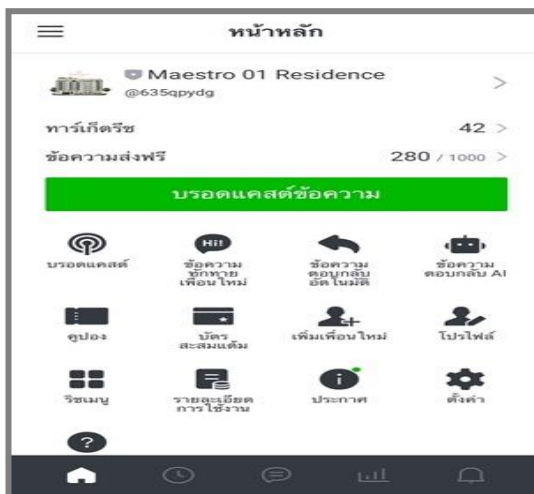 หน้าหลัก
Maestro 01 Residence
@635qpydg
ทาร์เก็ตรีช 42
ข้อความส่งฟรี 280 / 1000
บรอดแคสต์ข้อความ
บรอดแคสต์
Hi!
ข้อความ
ทักทาย
เพื่อนใหม่
ข้อความ
ตอบกลับ
อัตโนมัติ
ข้อความ
ตอบกลับ AI
คูปอง
บัตร
สะสมแต้ม
เพิ่มเพื่อนใหม่
โปรไฟล์
ริชเมนู
รายละเอียด
การใช้งาน
ประกาศ
ตั้งค่า